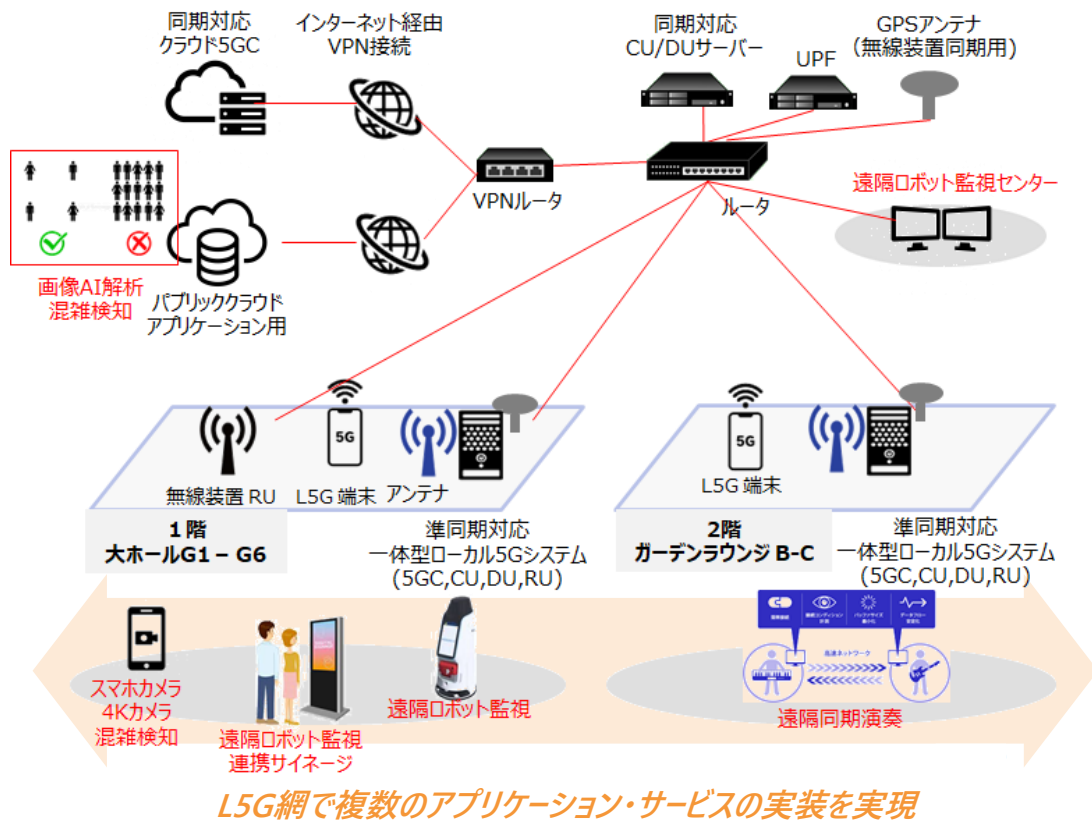 同期対応
クラウド5GC
インターネット経由
VPN接続
同期対応
CU/DUサーバー
UPF
GPSアンテナ
（無線装置同期用）
VPNルータ
ルータ
遠隔ロボット監視センター
画像AI解析
混雑検知
パブリッククラウド
アプリケーション用
5G
無線装置 RU
L5G 端末
アンテナ
5G
L5G 端末
１階
大ホールG1 – G6
準同期対応
一体型ローカル5Gシステム
(5GC,CU,DU,RU)
2階
ガーデンラウンジ B-C
準同期対応
一体型ローカル5Gシステム
(5GC,CU,DU,RU)
高速ネットワーク
スマホカメラ
4Kカメラ
混雑検知
遠隔ロボット監視
連携サイネージ
遠隔ロボット監視
遠隔同期演奏
L5G網で複数のアプリケーション・サービスの実装を実現